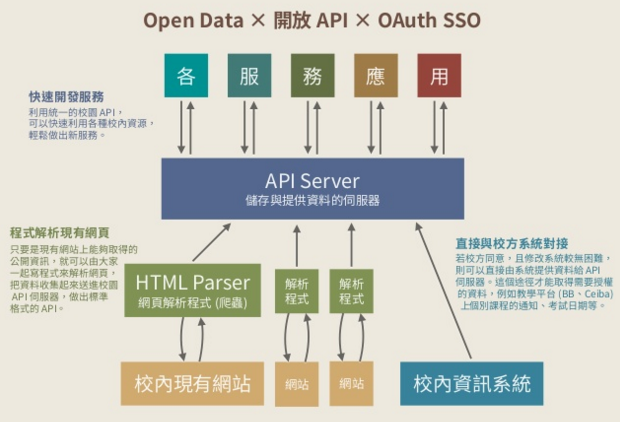 Open Data × 開放 API × OAuth SSO
各 服 務 應 用
快速開發服務
利用統一的校園 API，
可以快速利用各種校內資源，
輕鬆做出新服務。
API Server
儲存與提供資料的伺服器
程式解析現有網頁
只要是現有網站上能夠取得的
公開資訊，就可以由大家
一起寫程式來解析網頁，
把資料收集起來送進校園
API 伺服器，做出標準
格式的 API。
HTML Parser
網頁解析程式 (爬蟲)
解析
程式
解析
程式
直接與校方系統對接
若校方同意，且修改系統較無困難，
則可以直接由系統提供資料給 API
伺服器。這個途徑才能取得需要授權
的資料，例如教學平台 (BB、Ceiba)
上個別課程的通知、考試日期等。
校內現有網站
網站
網站
校內資訊系統